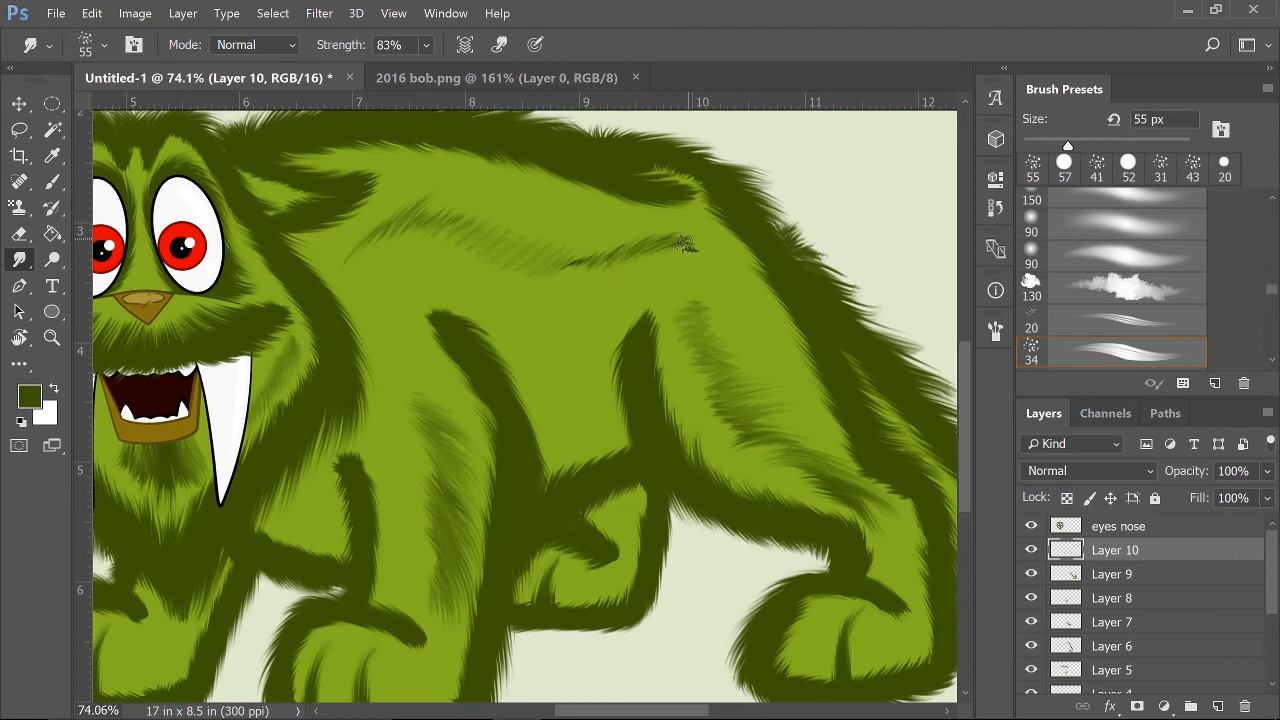 Ps File Edit Image Layer Type Select Filter 3D View Window Help
55 Mode: Normal Strength: 83%
Untitled-1 @ 74.1% (Layer 10, RGB/16) * × 2016 bob.png @ 161% (Layer 0, RGB/8) ×
5 6 7 8 9 10 11 12
2
3
4
5
6
Brush Presets
Size: 55 px
55 57 41 52 31 43 20
150
90
90
130
20
34
Layers Channels Paths
Kind
Normal Opacity: 100%
Lock: Fill: 100%
eyes nose
Layer 10
Layer 9
Layer 8
Layer 7
Layer 6
Layer 5
Layer 4
fx
74.06% 17 in x 8.5 in (300 ppi)